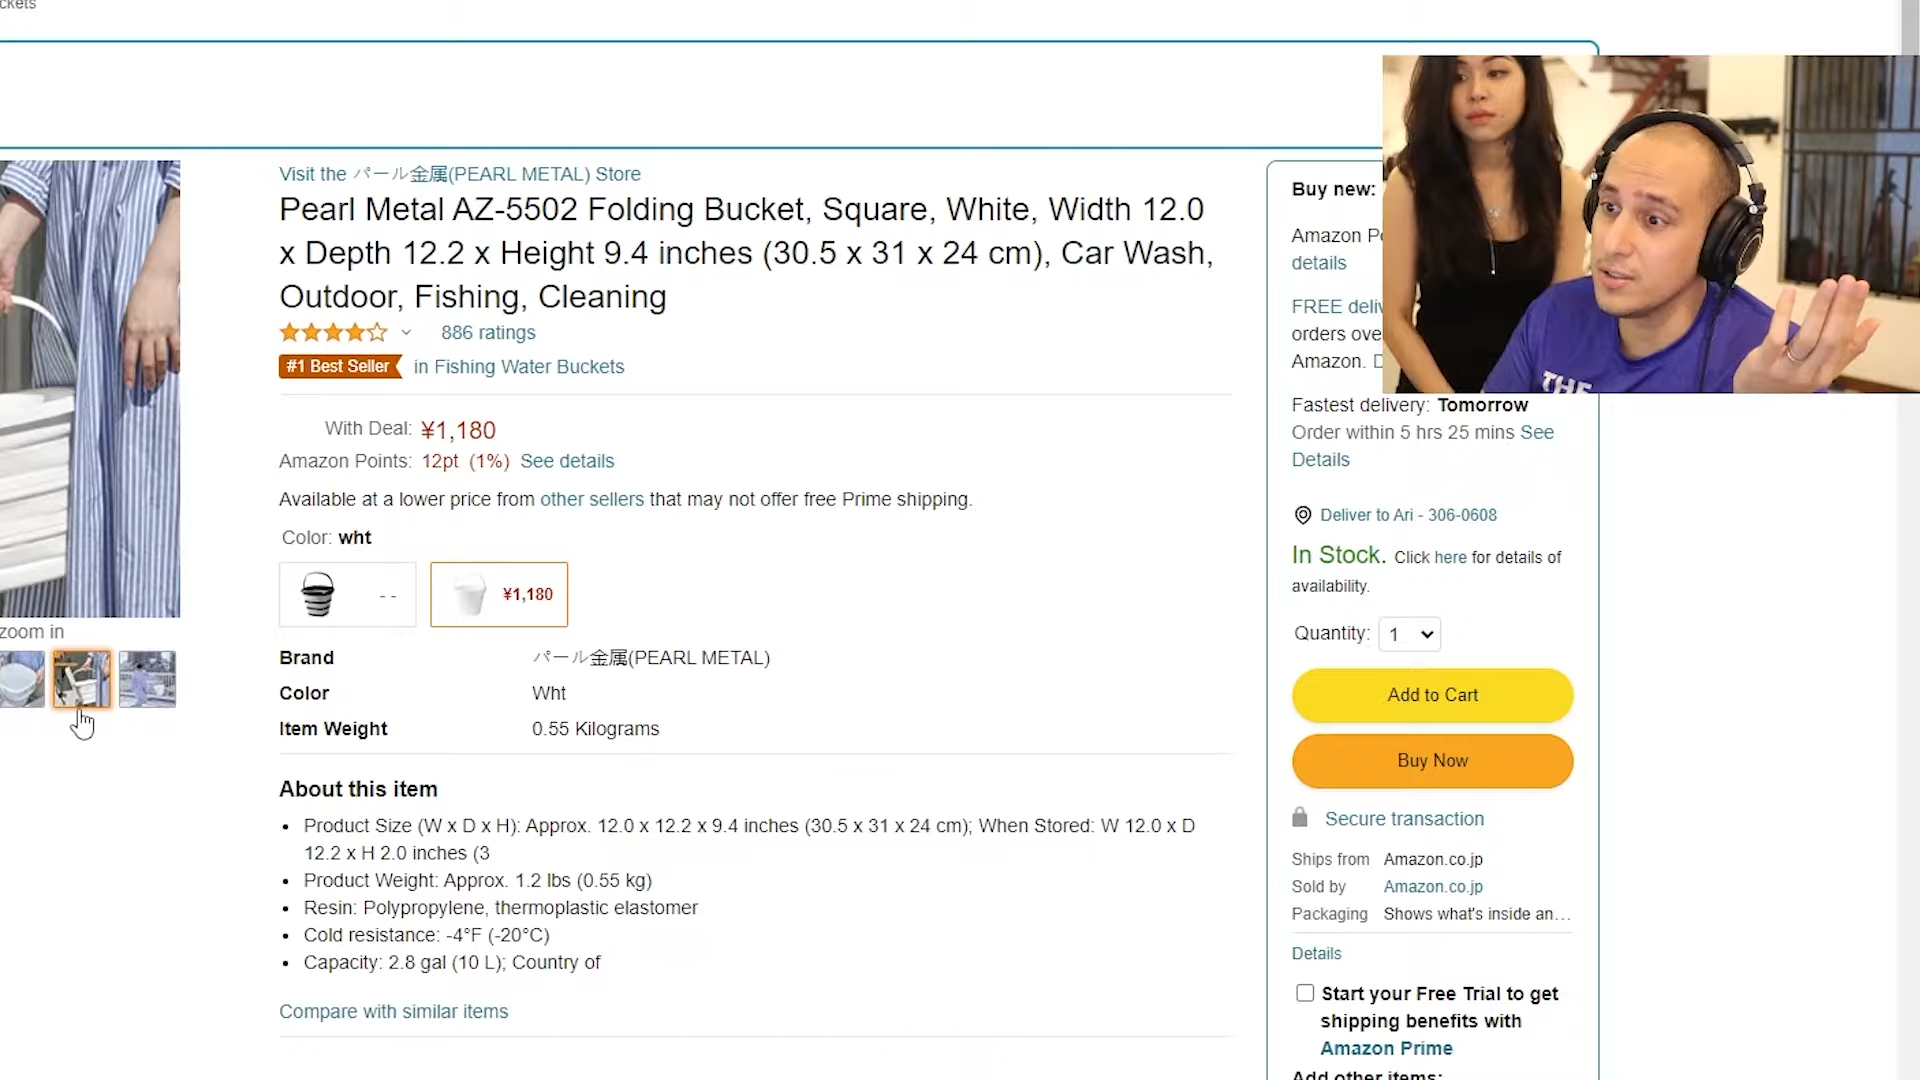 ckets
Visit the パール金属(PEARL METAL) Store
Pearl Metal AZ-5502 Folding Bucket, Square, White, Width 12.0
x Depth 12.2 x Height 9.4 inches (30.5 x 31 x 24 cm), Car Wash,
Outdoor, Fishing, Cleaning
886 ratings
#1 Best Seller in Fishing Water Buckets
With Deal: ¥1,180
Amazon Points: 12pt (1%) See details
Available at a lower price from other sellers that may not offer free Prime shipping.
Color: wht
- -
¥1,180
zoom in
Brand パール金属(PEARL METAL)
Color Wht
Item Weight 0.55 Kilograms
About this item
• Product Size (W x D x H): Approx. 12.0 x 12.2 x 9.4 inches (30.5 x 31 x 24 cm); When Stored: W 12.0 x D
12.2 x H 2.0 inches (3
• Product Weight: Approx. 1.2 lbs (0.55 kg)
• Resin: Polypropylene, thermoplastic elastomer
• Cold resistance: -4°F (-20°C)
• Capacity: 2.8 gal (10 L); Country of
Compare with similar items
Buy new:
Amazon
details
FREE
orders
Amazon.
Fastest delivery: Tomorrow
Order within 5 hrs 25 mins See
Details
Deliver to Ari - 306-0608
In Stock. Click here for details of
availability.
Quantity: 1
Add to Cart
Buy Now
Secure transaction
Ships from Amazon.co.jp
Sold by Amazon.co.jp
Packaging Shows what's inside an…
Details
Start your Free Trial to get
shipping benefits with
Amazon Prime
Add other items:
THE